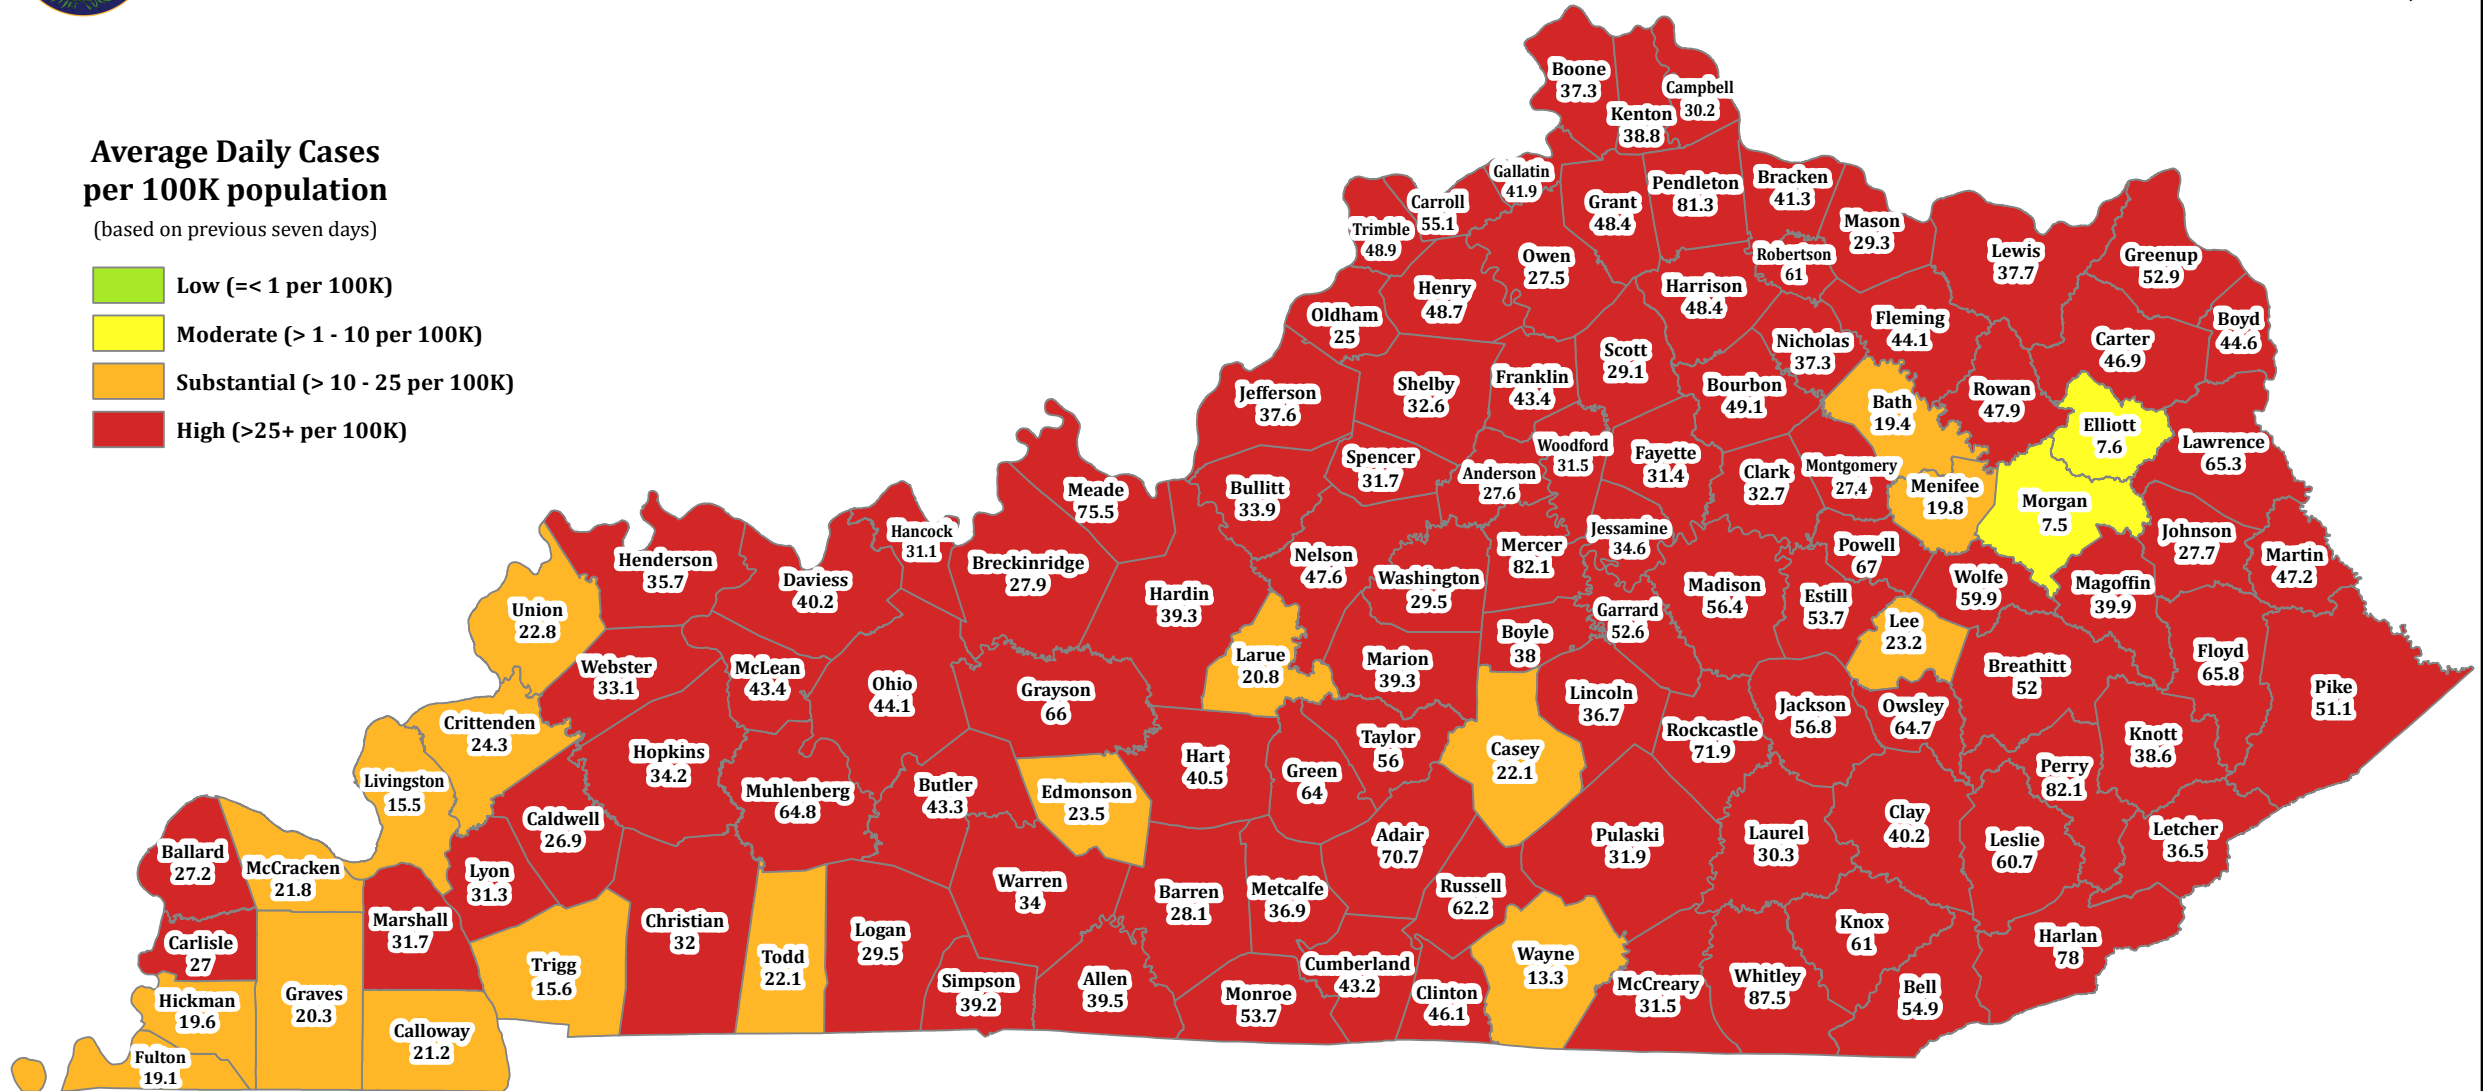 Average Daily Cases
per 100K population
(based on previous seven days)
Low (=< 1 per 100K)
Moderate (> 1 - 10 per 100K)
Substantial (> 10 - 25 per 100K)
High (>25+ per 100K)
Boone
37.3
Kenton
38.8
Campbell
30.2
Gallatin
41.9
Carroll
55.1
Trimble
48.9
Grant
48.4
Pendleton
81.3
Bracken
41.3
Mason
29.3
Robertson
61
Lewis
37.7
Greenup
52.9
Boyd
44.6
Carter
46.9
Fleming
44.1
Owen
27.5
Henry
48.7
Oldham
25
Harrison
48.4
Nicholas
37.3
Scott
29.1
Bourbon
49.1
Franklin
43.4
Shelby
32.6
Jefferson
37.6
Bath
19.4
Rowan
47.9
Elliott
7.6
Lawrence
65.3
Woodford
31.5
Fayette
31.4
Clark
32.7
Montgomery
27.4
Menifee
19.8
Morgan
7.5
Johnson
27.7
Martin
47.2
Spencer
31.7
Anderson
27.6
Bullitt
33.9
Meade
75.5
Hancock
31.1
Breckinridge
27.9
Henderson
35.7
Daviess
40.2
Union
22.8
Hardin
39.3
Nelson
47.6
Washington
29.5
Mercer
82.1
Jessamine
34.6
Madison
56.4
Powell
67
Estill
53.7
Wolfe
59.9
Magoffin
39.9
Garrard
52.6
Boyle
38
Lee
23.2
Breathitt
52
Floyd
65.8
Pike
51.1
Webster
33.1
McLean
43.4
Ohio
44.1
Grayson
66
Larue
20.8
Marion
39.3
Lincoln
36.7
Rockcastle
71.9
Jackson
56.8
Owsley
64.7
Knott
38.6
Perry
82.1
Crittenden
24.3
Livingston
15.5
Hopkins
34.2
Muhlenberg
64.8
Butler
43.3
Edmonson
23.5
Hart
40.5
Green
64
Taylor
56
Casey
22.1
Caldwell
26.9
Adair
70.7
Pulaski
31.9
Laurel
30.3
Clay
40.2
Leslie
60.7
Letcher
36.5
Ballard
27.2
McCracken
21.8
Lyon
31.3
Marshall
31.7
Christian
32
Warren
34
Barren
28.1
Metcalfe
36.9
Russell
62.2
Knox
61
Harlan
78
Carlisle
27
Trigg
15.6
Todd
22.1
Logan
29.5
Simpson
39.2
Allen
39.5
Monroe
53.7
Cumberland
43.2
Clinton
46.1
Wayne
13.3
McCreary
31.5
Whitley
87.5
Bell
54.9
Hickman
19.6
Graves
20.3
Calloway
21.2
Fulton
19.1